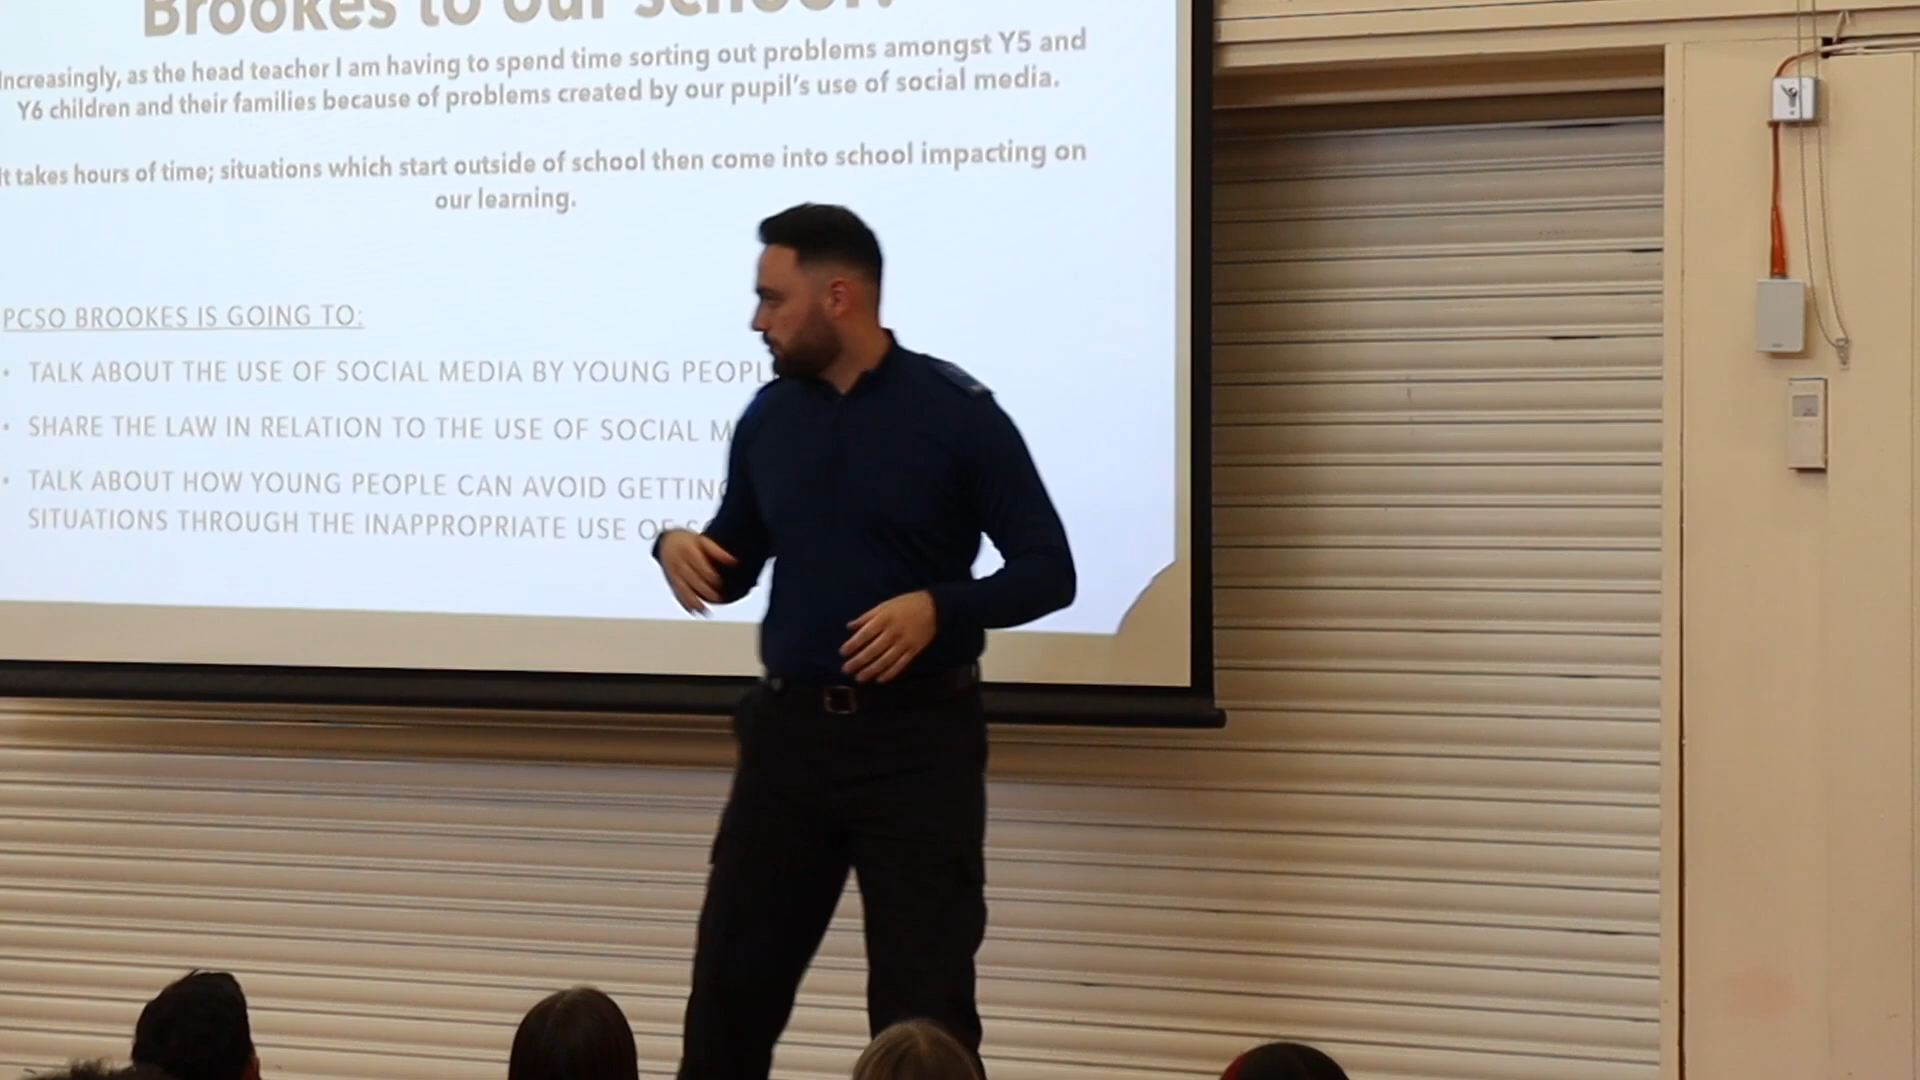 Brookes to our school!
Increasingly, as the head teacher I am having to spend time sorting out problems amongst Y5 and
Y6 children and their families because of problems created by our pupil's use of social media.
It takes hours of time; situations which start outside of school then come into school impacting on
our learning.
PCSO BROOKES IS GOING TO:
• TALK ABOUT THE USE OF SOCIAL MEDIA BY YOUNG PEOPL
• SHARE THE LAW IN RELATION TO THE USE OF SOCIAL M
• TALK ABOUT HOW YOUNG PEOPLE CAN AVOID GETTING
SITUATIONS THROUGH THE INAPPROPRIATE USE OF